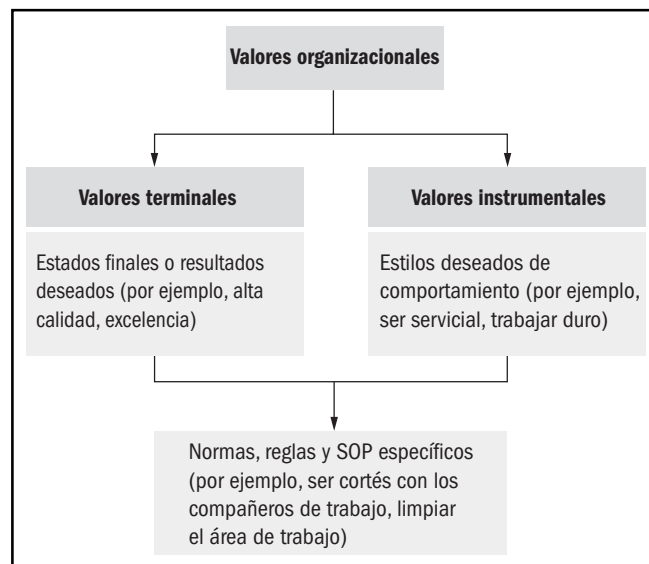 Valores organizacionales
Valores terminales
Estados finales o resultados
deseados (por ejemplo, alta
calidad, excelencia)
Valores instrumentales
Estilos deseados de
comportamiento (por ejemplo,
ser servicial, trabajar duro)
Normas, reglas y SOP específicos
(por ejemplo, ser cortés con los
compañeros de trabajo, limpiar
el área de trabajo)